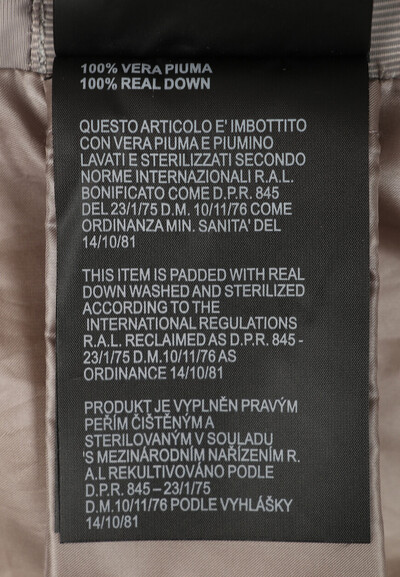 100% VERA PIUMA
100% REAL DOWN
QUESTO ARTICOLO E' IMBOTTITO
CON VERA PIUMA E PIUMINO
LAVATI E STERILIZZATI SECONDO
NORME INTERNAZIONALI R.A.L.
BONIFICATO COME D.P.R. 845
DEL 23/1/75 D.M. 10/11/76 COME
ORDINANZA MIN. SANITA' DEL
14/10/81
THIS ITEM IS PADDED WITH REAL
DOWN WASHED AND STERILIZED
ACCORDING TO THE
INTERNATIONAL REGULATIONS
R.A.L. RECLAIMED AS D.P.R. 845 -
23/1/75 D.M.10/11/76 AS
ORDINANCE 14/10/81
PRODUKT JE VYPLNĚN PRAVÝM
PEŘÍM ČIŠTĚNÝM A
STERILOVANÝM V SOULADU
'S MEZINÁRODNÍM NAŘÍZENÍM R.
A.L REKULTIVOVÁNO PODLE
D.P.R. 845 – 23/1/75
D.M.10/11/76 PODLE VYHLÁŠKY
14/10/81